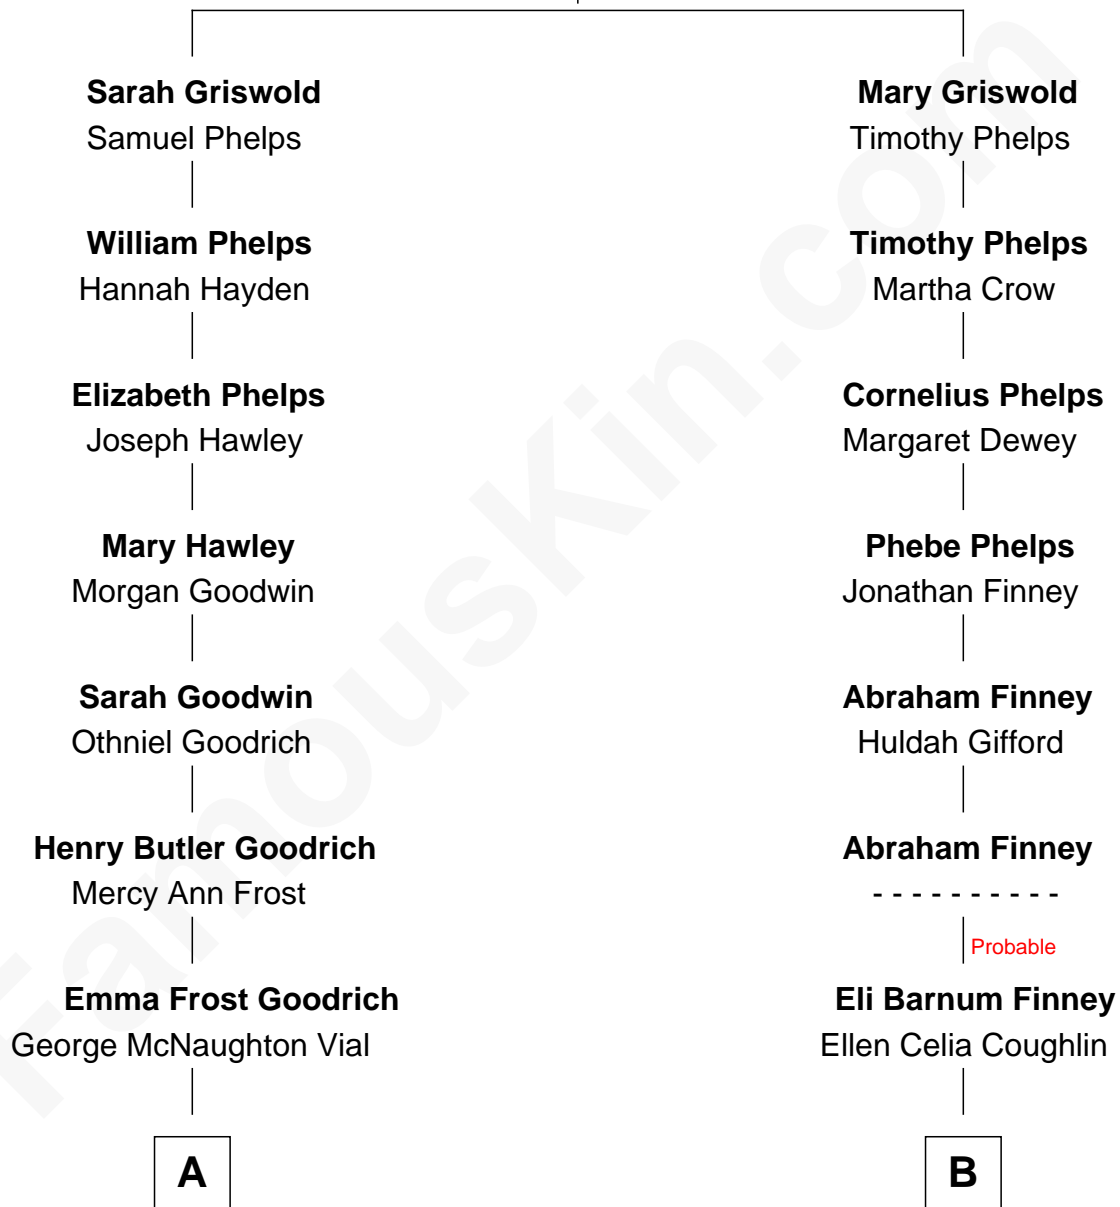 Sarah Griswold
Samuel Phelps
William Phelps
Hannah Hayden
Elizabeth Phelps
Joseph Hawley
Mary Hawley
Morgan Goodwin
Sarah Goodwin
Othniel Goodrich
Henry Butler Goodrich
Mercy Ann Frost
Emma Frost Goodrich
George McNaughton Vial
A
Mary Griswold
Timothy Phelps
Timothy Phelps
Martha Crow
Cornelius Phelps
Margaret Dewey
Phebe Phelps
Jonathan Finney
Abraham Finney
Huldah Gifford
Abraham Finney
- - - - - - - - - -
Probable
Eli Barnum Finney
Ellen Celia Coughlin
B
FamousKin.com